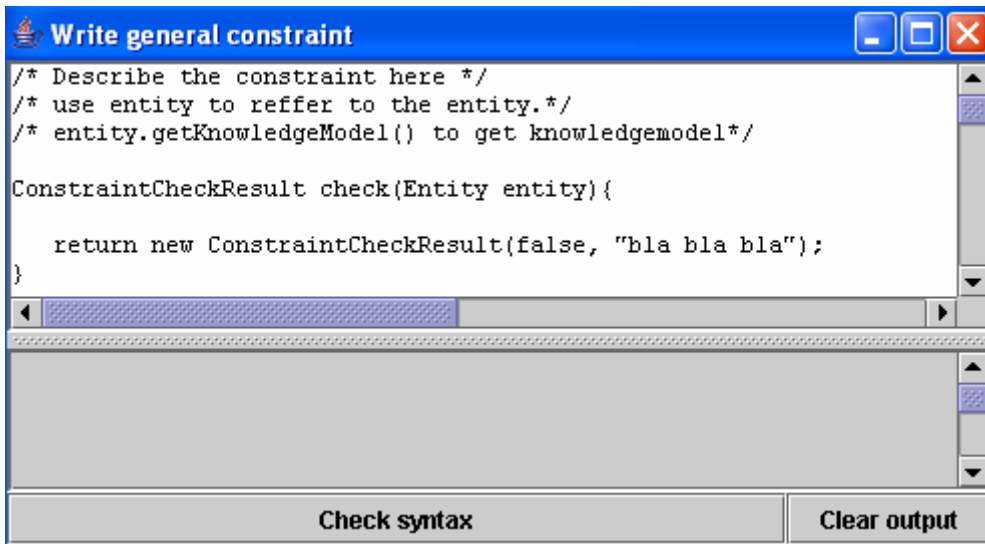 Write general constraint
/* Describe the constraint here */
/* use entity to reffer to the entity.*/
/* entity.getKnowledgeModel() to get knowledgemodel*/
ConstraintCheckResult check(Entity entity){
return new ConstraintCheckResult(false, "bla bla bla");
}
Check syntax
Clear output